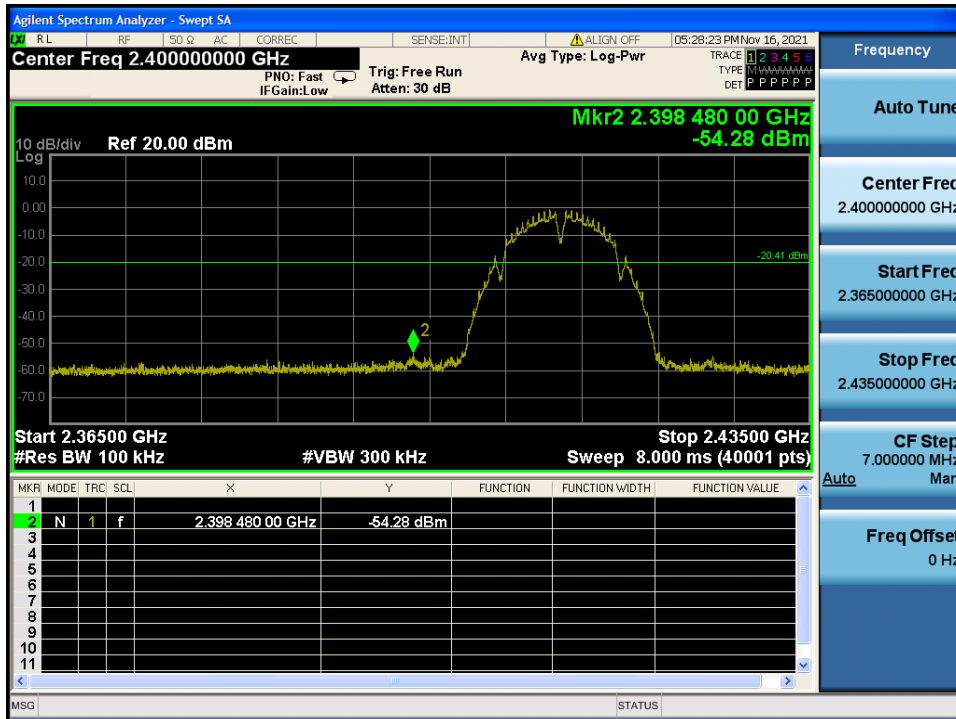 Agilent Spectrum Analyzer - Swept SA
LXI RL RF 50 Ω AC CORREC SENSE:INT ALIGN OFF 05:28:23 PM Nov 16, 2021
Center Freq 2.400000000 GHz
PNO: Fast
IFGain:Low
Trig: Free Run
Atten: 30 dB
Avg Type: Log-Pwr
TRACE 1 2 3 4 5 6
TYPE M WWWWW
DET P P P P P P
Mkr2 2.398 480 00 GHz
-54.28 dBm
10 dB/div Ref 20.00 dBm
Log
10.0
0.00
-10.0
-20.0
-20.41 dBm
-30.0
-40.0
-50.0
-60.0
-70.0
2
Start 2.36500 GHz Stop 2.43500 GHz
#Res BW 100 kHz #VBW 300 kHz Sweep 8.000 ms (40001 pts)
MKR MODE TRC SCL X Y FUNCTION FUNCTION WIDTH FUNCTION VALUE
1
2 N 1 f 2.398 480 00 GHz -54.28 dBm
3
4
5
6
7
8
9
10
11
MSG STATUS
Frequency
Auto Tune
Center Freq
2.400000000 GHz
Start Freq
2.365000000 GHz
Stop Freq
2.435000000 GHz
CF Step
7.000000 MHz
Auto Man
Freq Offset
0 Hz